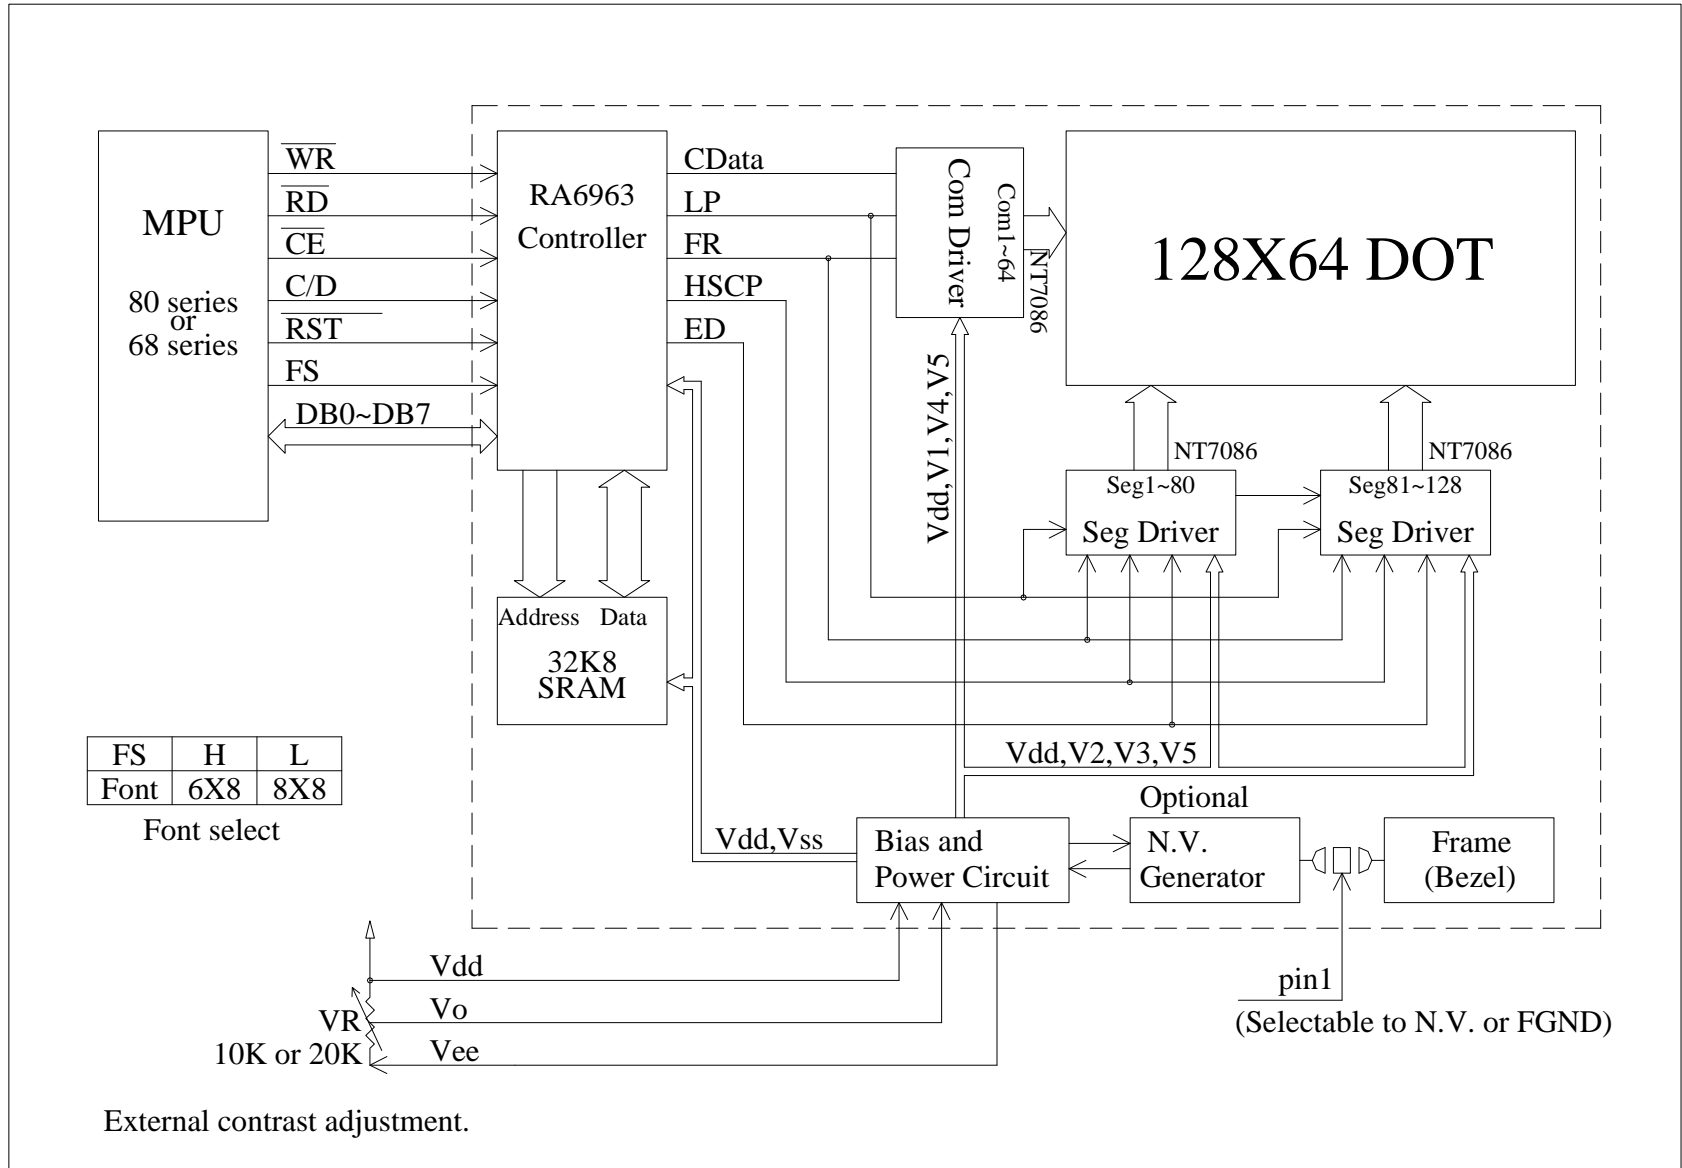 MPU
80 series
or
68 series
WR
RD
CE
C/D
RST
FS
DB0~DB7
RA6963
Controller
CData
LP
FR
HSCP
ED
Com Driver
Com1~64
NT7086
128X64 DOT
Vdd,V1,V4,V5
NT7086
Seg1~80
Seg Driver
NT7086
Seg81~128
Seg Driver
Address Data
32K8
SRAM
FS H L
Font 6X8 8X8
Font select
Vdd,V2,V3,V5
Vdd,Vss
Bias and
Power Circuit
Optional
N.V.
Generator
Frame
(Bezel)
pin1
(Selectable to N.V. or FGND)
Vdd
Vo
Vee
VR
10K or 20K
External contrast adjustment.